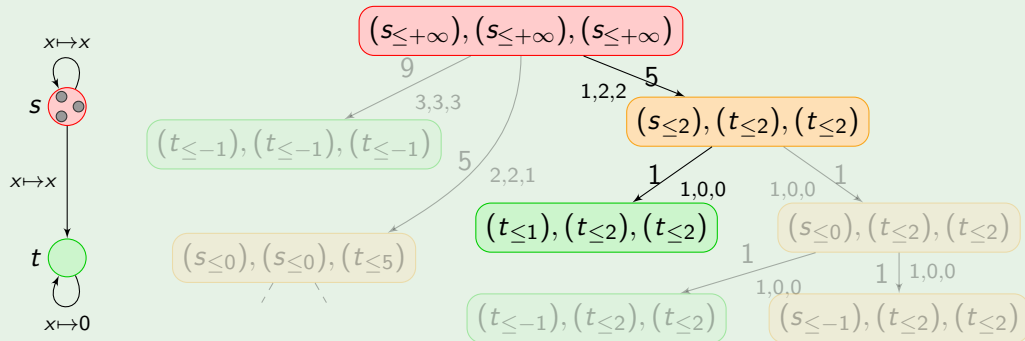 x↦x
s
x↦x
t
x↦0
(s≤+∞), (s≤+∞), (s≤+∞)
9
3,3,3
5
2,2,1
5
1,2,2
(t≤−1), (t≤−1), (t≤−1)
(s≤2), (t≤2), (t≤2)
1
1,0,0
1
1,0,0
(s≤0), (s≤0), (t≤5)
(t≤1), (t≤2), (t≤2)
(s≤0), (t≤2), (t≤2)
1
1,0,0
1
1,0,0
(t≤−1), (t≤2), (t≤2)
(s≤−1), (t≤2), (t≤2)